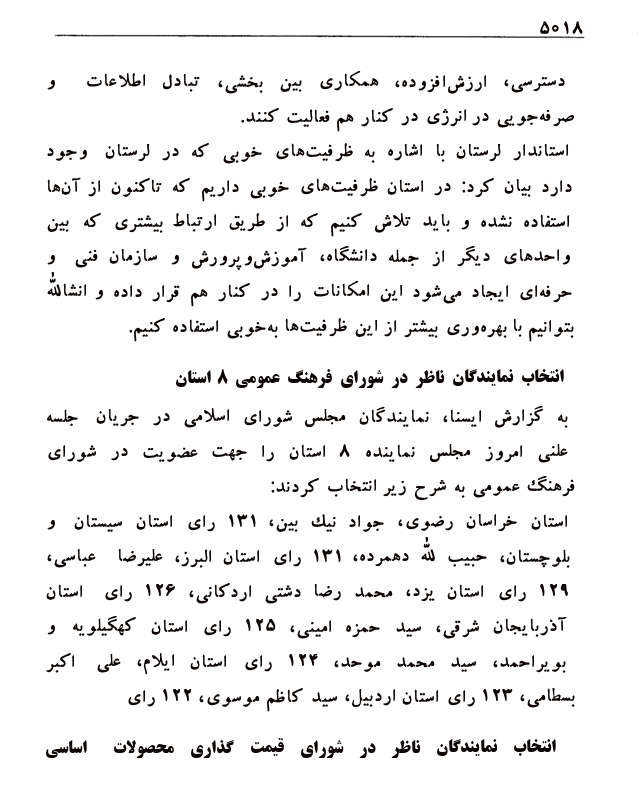 ۵۰۱۸
دسترسی، ارزش‌افزوده، همکاری بین بخشی، تبادل اطلاعات و
صرفه‌جویی در انرژی در کنار هم فعالیت کنند.
استاندار لرستان با اشاره به ظرفیت‌های خوبی که در لرستان وجود
دارد بیان کرد: در استان ظرفیت‌های خوبی داریم که تاکنون از آن‌ها
استفاده نشده و باید تلاش کنیم که از طریق ارتباط بیشتری که بین
واحدهای دیگر از جمله دانشگاه، آموزش‌وپرورش و سازمان فنی و
حرفه‌ای ایجاد می‌شود این امکانات را در کنار هم قرار داده و انشالله
بتوانیم با بهره‌وری بیشتر از این ظرفیت‌ها به‌خوبی استفاده کنیم.
انتخاب نمایندگان ناظر در شورای فرهنگ عمومی ۸ استان
به گزارش ایسنا، نمایندگان مجلس شورای اسلامی در جریان جلسه
علنی امروز مجلس نماینده ۸ استان را جهت عضویت در شورای
فرهنگ عمومی به شرح زیر انتخاب کردند:
استان خراسان رضوی، جواد نیك بین، ۱۳۱ رای استان سیستان و
بلوچستان، حبیب لله دهمرده، ۱۳۱ رای استان البرز، علیرضا عباسی،
۱۲۹ رای استان یزد، محمد رضا دشتی اردکانی، ۱۲۶ رای استان
آذربایجان شرقی، سید حمزه امینی، ۱۲۵ رای استان کهگیلویه و
بویراحمد، سید محمد موحد، ۱۲۴ رای استان ایلام، علی اکبر
بسطامی، ۱۲۳ رای استان اردبیل، سید کاظم موسوی، ۱۲۲ رای
انتخاب نمایندگان ناظر در شورای قیمت گذاری محصولات اساسی